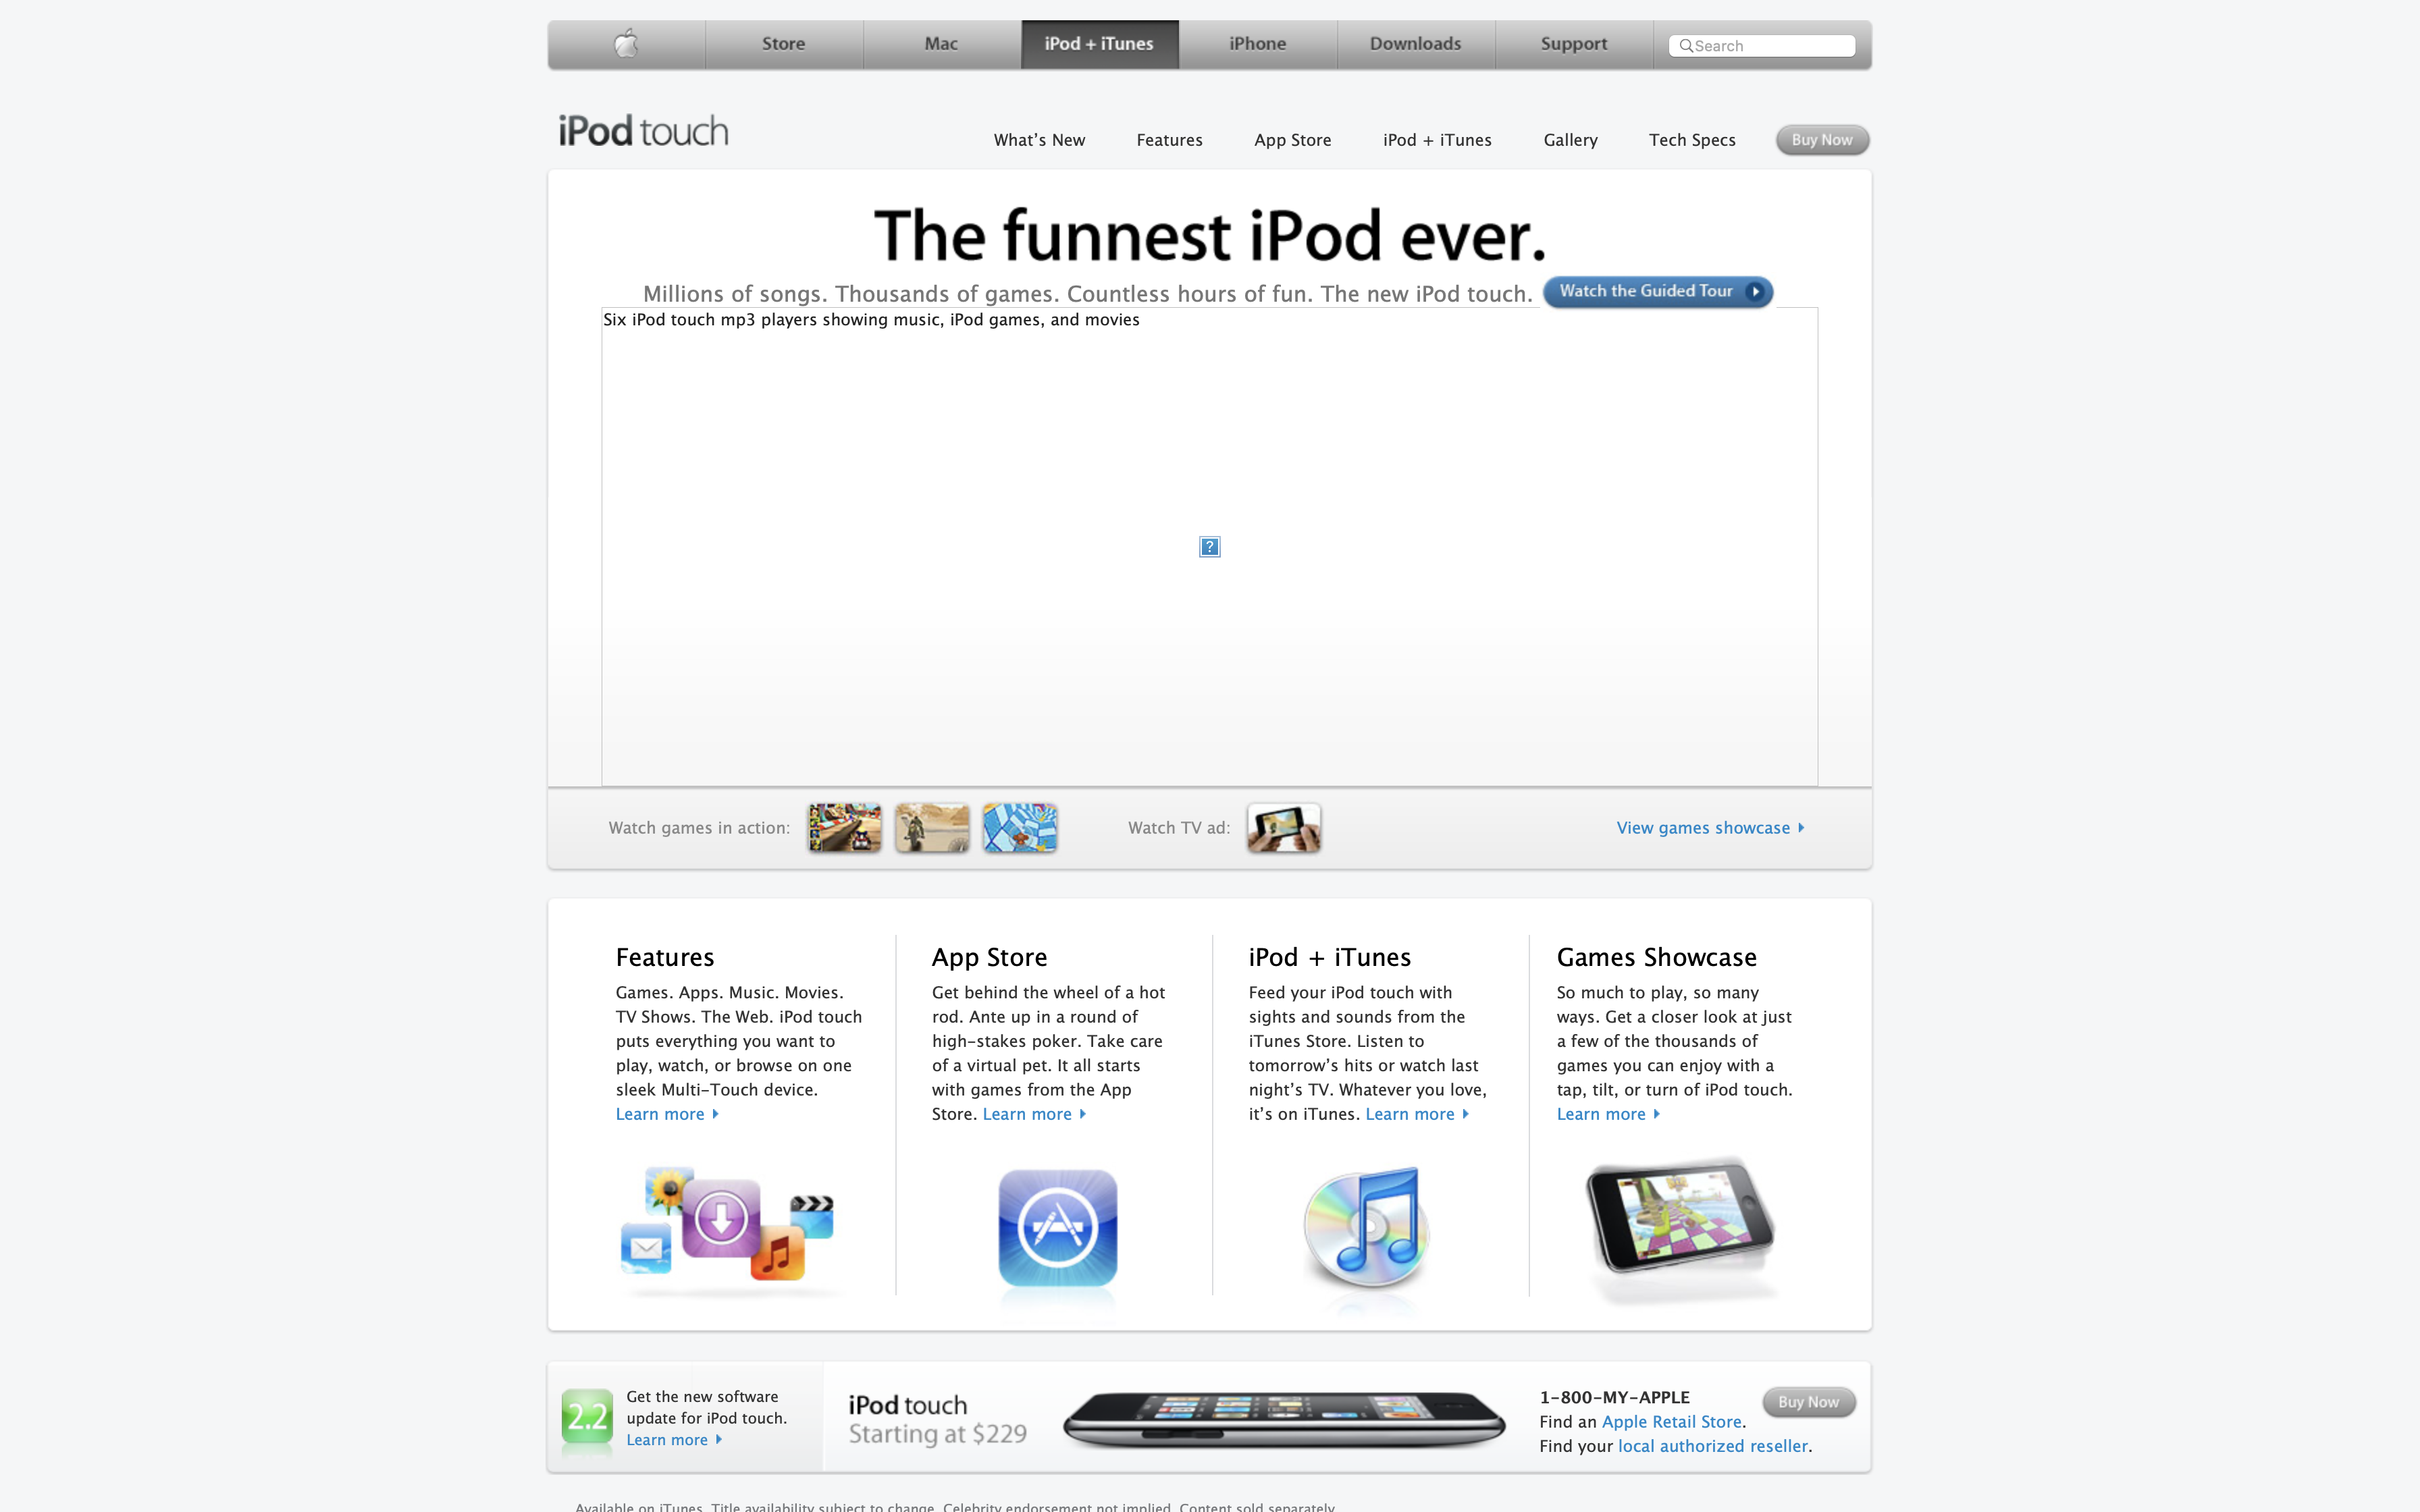 Store
Mac
iPod + iTunes
iPhone
Downloads
Support
Search
iPod touch
What's New
Features
App Store
iPod + iTunes
Gallery
Tech Specs
Buy Now
The funnest iPod ever.
Millions of songs. Thousands of games. Countless hours of fun. The new iPod touch.
Watch the Guided Tour
Six iPod touch mp3 players showing music, iPod games, and movies
?
Watch games in action:
Watch TV ad:
View games showcase
Features
Games. Apps. Music. Movies.
TV Shows. The Web. iPod touch
puts everything you want to
play, watch, or browse on one
sleek Multi-Touch device.
Learn more
App Store
Get behind the wheel of a hot
rod. Ante up in a round of
high-stakes poker. Take care
of a virtual pet. It all starts
with games from the App
Store. Learn more
iPod + iTunes
Feed your iPod touch with
sights and sounds from the
iTunes Store. Listen to
tomorrow's hits or watch last
night's TV. Whatever you love,
it's on iTunes. Learn more
Games Showcase
So much to play, so many
ways. Get a closer look at just
a few of the thousands of
games you can enjoy with a
tap, tilt, or turn of iPod touch.
Learn more
2.2
Get the new software
update for iPod touch.
Learn more
iPod touch
Starting at $229
1-800-MY-APPLE
Find an Apple Retail Store.
Find your local authorized reseller.
Buy Now
Available on iTunes. Title availability subject to change. Celebrity endorsement not implied. Content sold separately.